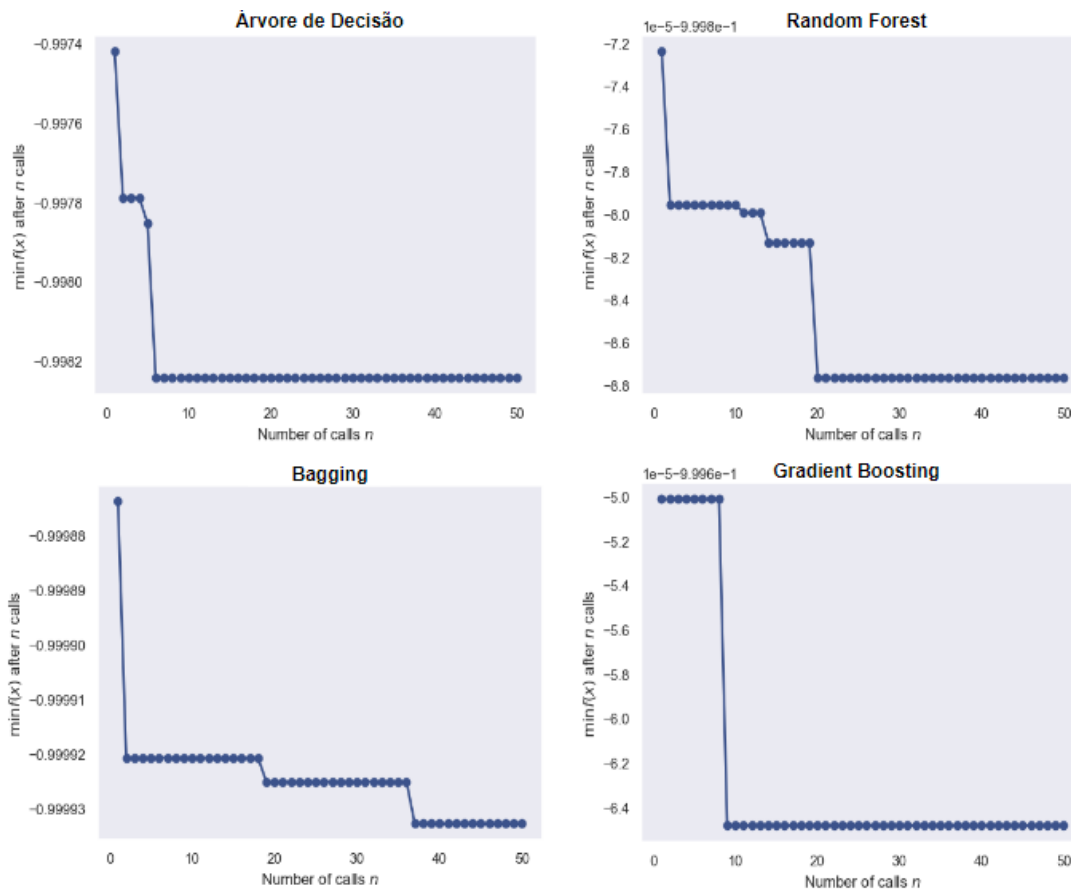 Árvore de Decisão
−0.9974
−0.9976
−0.9978
−0.9980
−0.9982
min f(x) after n calls
0 10 20 30 40 50
Number of calls n
Random Forest
1e−5−9.998e−1
−7.2
−7.4
−7.6
−7.8
−8.0
−8.2
−8.4
−8.6
−8.8
min f(x) after n calls
0 10 20 30 40 50
Number of calls n
Bagging
−0.99988
−0.99989
−0.99990
−0.99991
−0.99992
−0.99993
min f(x) after n calls
0 10 20 30 40 50
Number of calls n
Gradient Boosting
1e−5−9.996e−1
−5.0
−5.2
−5.4
−5.6
−5.8
−6.0
−6.2
−6.4
min f(x) after n calls
0 10 20 30 40 50
Number of calls n